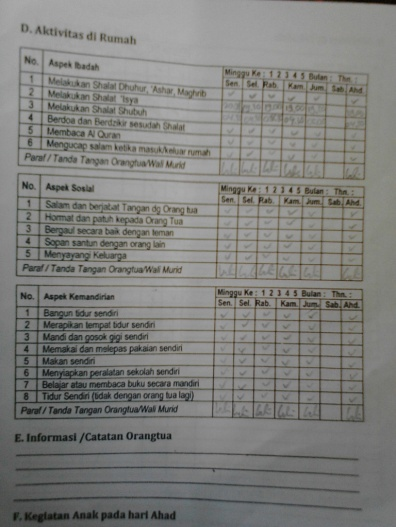 D. Aktivitas di Rumah
No. Aspek Ibadah Minggu Ke : 1 2 3 4 5 Bulan : Thn. :
Sen. Sel. Rab. Kam. Jum. Sab. Ahd.
1 Melakukan Shalat Dhuhur, 'Ashar, Maghrib
2 Melakukan Shalat 'Isya
3 Melakukan Shalat Shubuh
4 Berdoa dan Berdzikir sesudah Shalat
5 Membaca Al Quran
6 Mengucap salam ketika masuk/keluar rumah
Paraf / Tanda Tangan Orangtua/Wali Murid
No. Aspek Sosial Minggu Ke : 1 2 3 4 5 Bulan : Thn. :
Sen. Sel. Rab. Kam. Jum. Sab. Ahd.
1 Salam dan berjabat Tangan dg Orang tua
2 Hormat dan patuh kepada Orang Tua
3 Bergaul secara baik dengan teman
4 Sopan santun dengan orang lain
5 Menyayangi Keluarga
Paraf / Tanda Tangan Orangtua/Wali Murid
No. Aspek Kemandirian Minggu Ke : 1 2 3 4 5 Bulan : Thn. :
Sen. Sel. Rab. Kam. Jum. Sab. Ahd.
1 Bangun tidur sendiri
2 Merapikan tempat tidur sendiri
3 Mandi dan gosok gigi sendiri
4 Memakai dan melepas pakaian sendiri
5 Makan sendiri
6 Menyiapkan peralatan sekolah sendiri
7 Belajar atau membaca buku secara mandiri
8 Tidur Sendiri (tidak dengan orang tua lagi)
Paraf / Tanda Tangan Orangtua/Wali Murid
E. Informasi /Catatan Orangtua
F. Kegiatan Anak pada hari Ahad